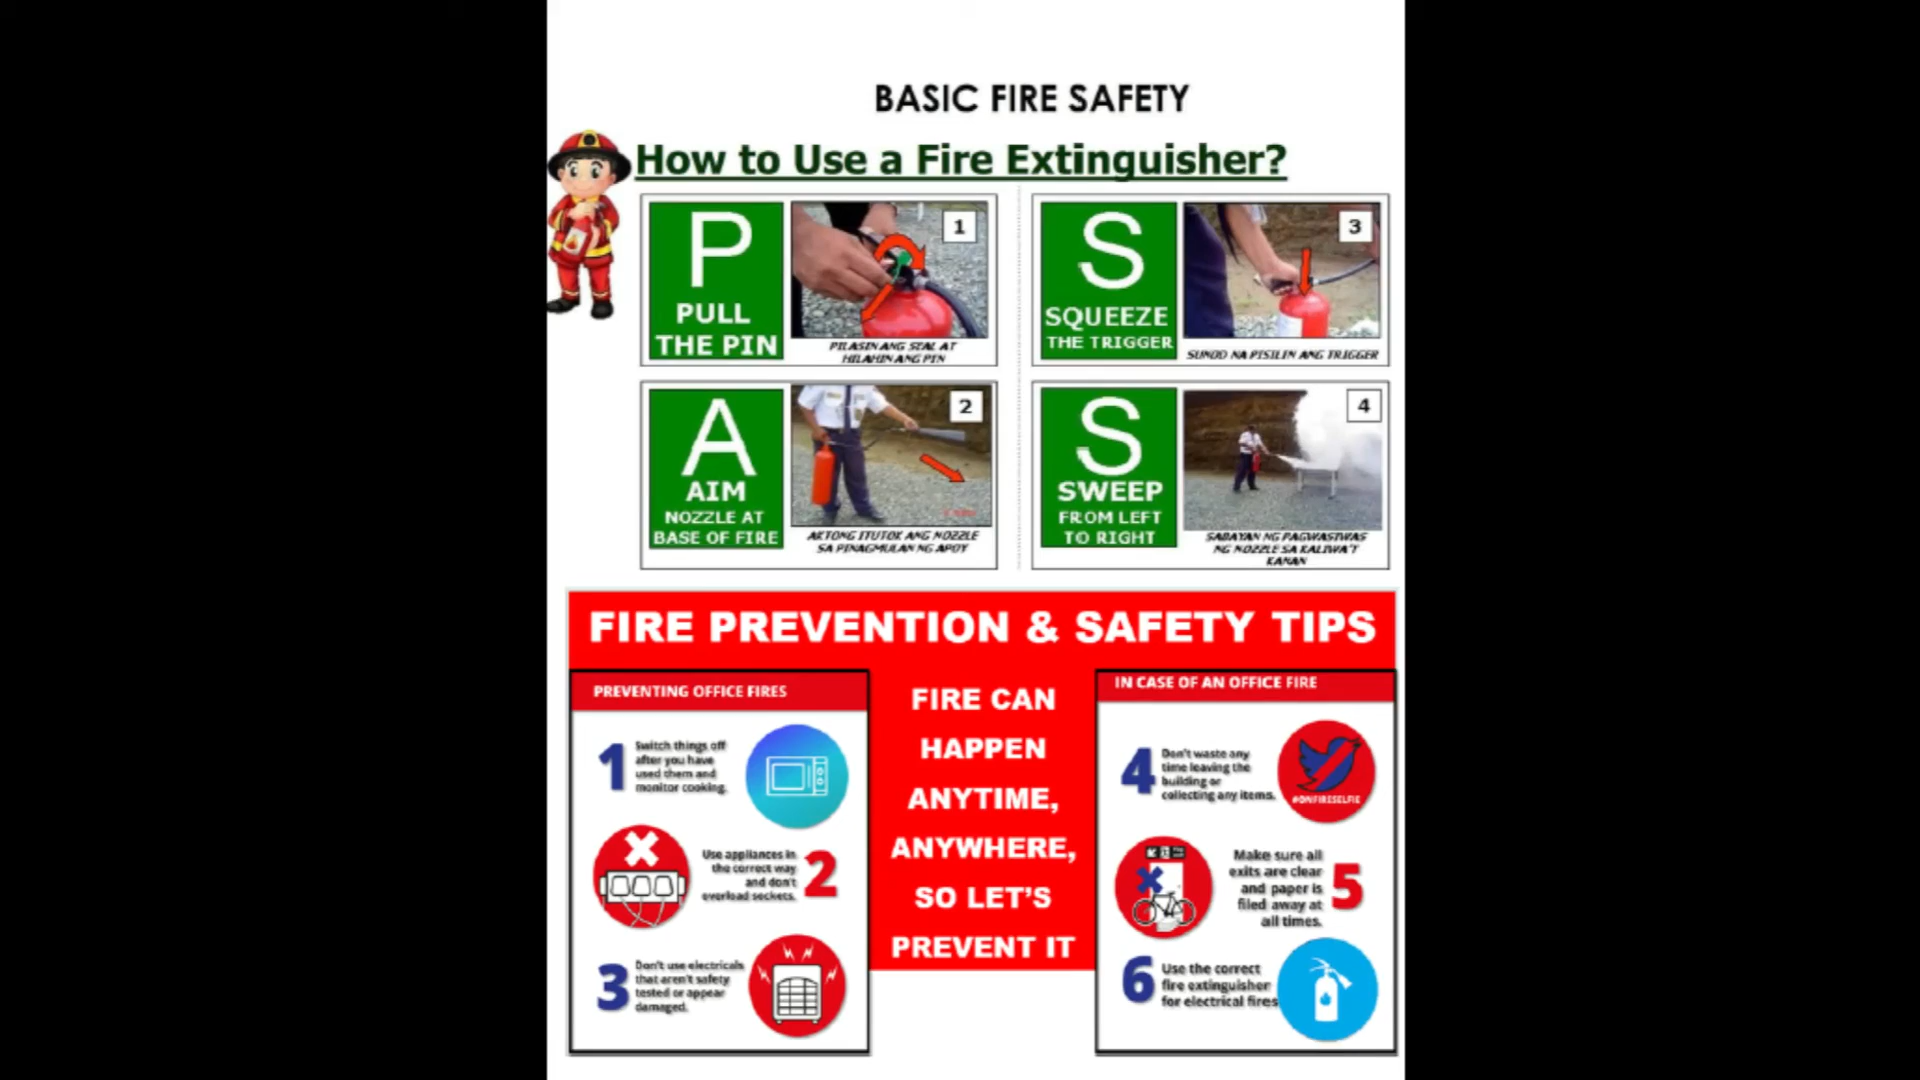 BASIC FIRE SAFETY
How to Use a Fire Extinguisher?
P
PULL
THE PIN
1
PILASIN ANG SEAL AT
HILAHIN ANG PIN
A
AIM
NOZZLE AT
BASE OF FIRE
2
AKTONG ITUTOK ANG NOZZLE
SA PINAGMULAN NG APOY
S
SQUEEZE
THE TRIGGER
3
SUNOD NA PISILIN ANG TRIGGER
S
SWEEP
FROM LEFT
TO RIGHT
4
SABAYAN NG PAGWASIWAS
NG NOZZLE SA KALIWA'T
KANAN
FIRE PREVENTION & SAFETY TIPS
PREVENTING OFFICE FIRES
1
Switch things off
after you have
used them and
monitor cooking.
Use appliances in
the correct way
and don't
overload sockets.
2
3
Don't use electricals
that aren't safety
tested or appear
damaged.
FIRE CAN
HAPPEN
ANYTIME,
ANYWHERE,
SO LET'S
PREVENT IT
IN CASE OF AN OFFICE FIRE
4
Don't waste any
time leaving the
building or
collecting any items.
#ONFIRESELFIE
Make sure all
exits are clear
and paper is
filed away at
all times.
5
6
Use the correct
fire extinguisher
for electrical fires